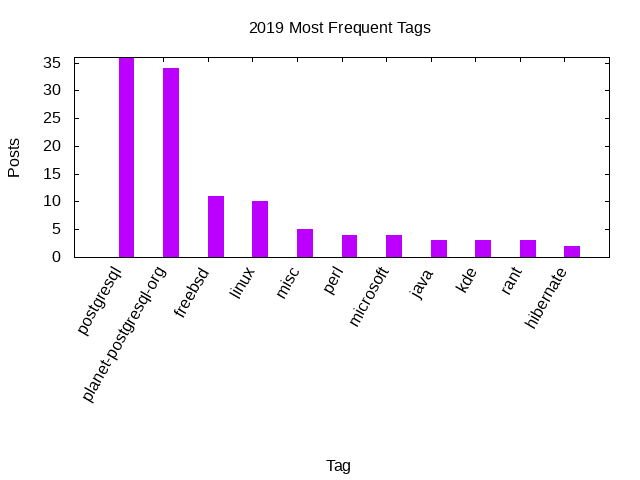 2019 Most Frequent Tags
Posts
35
30
25
20
15
10
5
0
postgresql
planet-postgresql-org
freebsd
linux
misc
perl
microsoft
java
kde
rant
hibernate
Tag